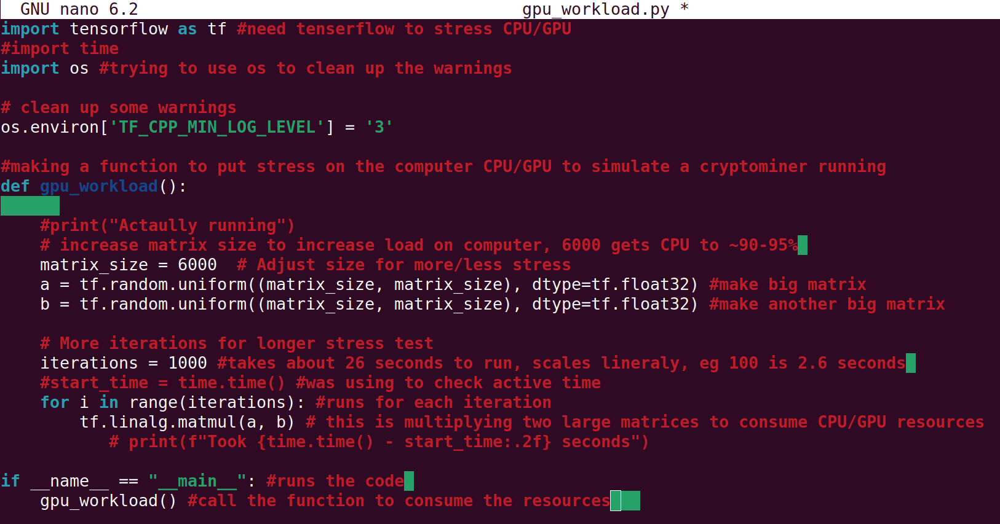 GNU nano 6.2 gpu_workload.py *
import tensorflow as tf #need tenserflow to stress CPU/GPU
#import time
import os #trying to use os to clean up the warnings
# clean up some warnings
os.environ['TF_CPP_MIN_LOG_LEVEL'] = '3'
#making a function to put stress on the computer CPU/GPU to simulate a cryptominer running
def gpu_workload():
    #print("Actaully running")
    # increase matrix size to increase load on computer, 6000 gets CPU to ~90-95%
    matrix_size = 6000  # Adjust size for more/less stress
    a = tf.random.uniform((matrix_size, matrix_size), dtype=tf.float32) #make big matrix
    b = tf.random.uniform((matrix_size, matrix_size), dtype=tf.float32) #make another big matrix
    # More iterations for longer stress test
    iterations = 1000 #takes about 26 seconds to run, scales lineraly, eg 100 is 2.6 seconds
    #start_time = time.time() #was using to check active time
    for i in range(iterations): #runs for each iteration
        tf.linalg.matmul(a, b) # this is multiplying two large matrices to consume CPU/GPU resources
           # print(f"Took {time.time() - start_time:.2f} seconds")
if __name__ == "__main__": #runs the code
    gpu_workload() #call the function to consume the resources